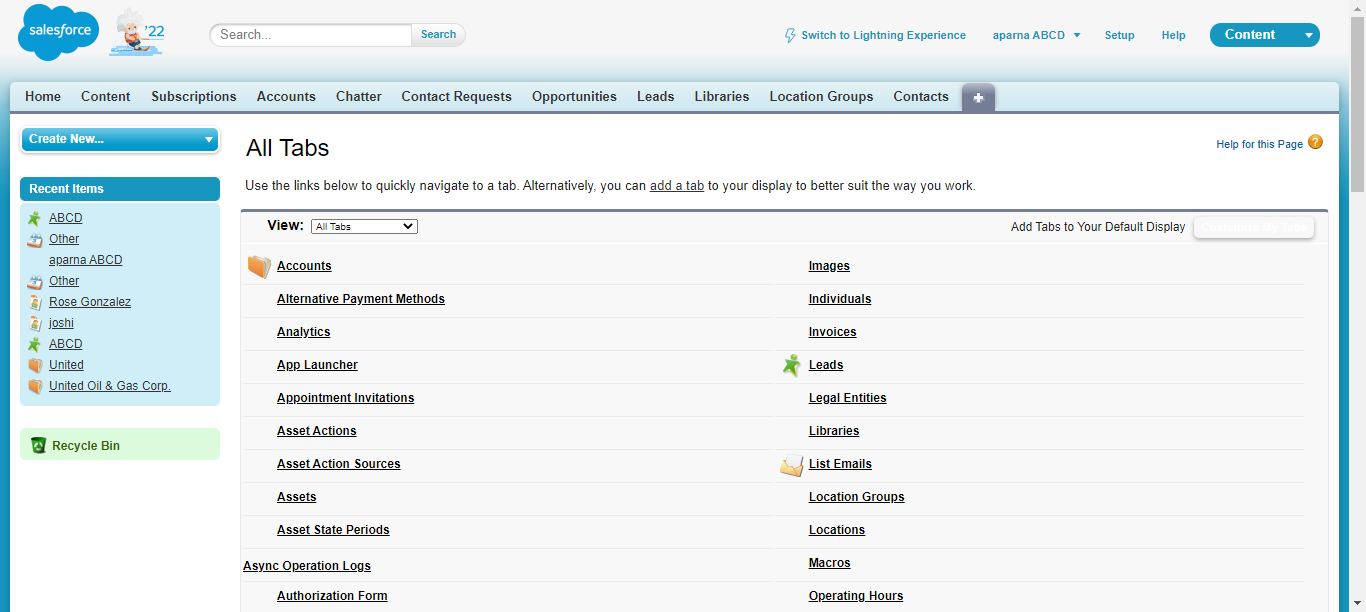 salesforce
'22
Search...
Search
Switch to Lightning Experience
aparna ABCD
Setup
Help
Content
Home
Content
Subscriptions
Accounts
Chatter
Contact Requests
Opportunities
Leads
Libraries
Location Groups
Contacts
+
Create New...
Recent Items
ABCD
Other
aparna ABCD
Other
Rose Gonzalez
joshi
ABCD
United
United Oil & Gas Corp.
Recycle Bin
All Tabs
Help for this Page ?
Use the links below to quickly navigate to a tab. Alternatively, you can add a tab to your display to better suit the way you work.
View: All Tabs
Add Tabs to Your Default Display
Customize My Tabs
Accounts
Alternative Payment Methods
Analytics
App Launcher
Appointment Invitations
Asset Actions
Asset Action Sources
Assets
Asset State Periods
Async Operation Logs
Authorization Form
Images
Individuals
Invoices
Leads
Legal Entities
Libraries
List Emails
Location Groups
Locations
Macros
Operating Hours